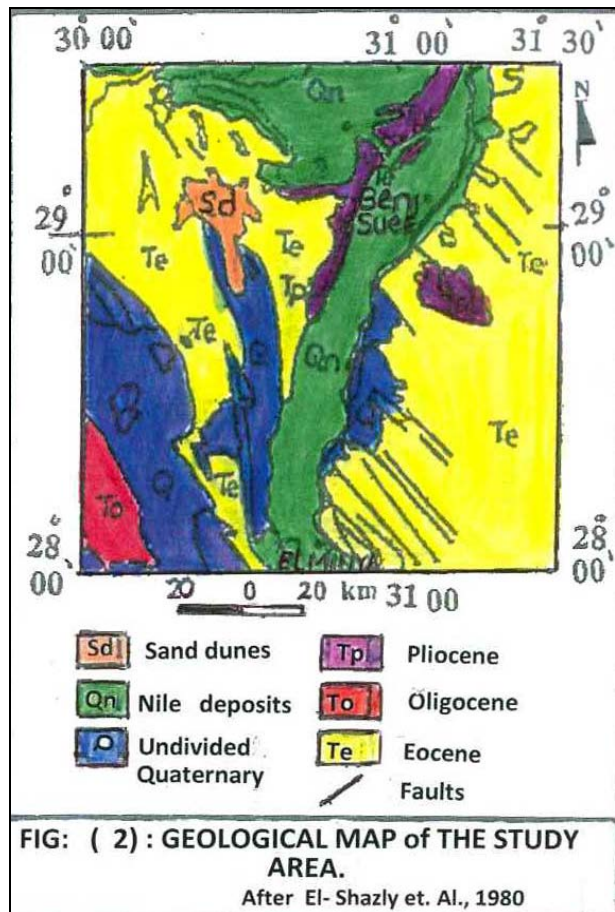 30 00' 31 00' 31 30'
N
Qn
Tp
Te
Sd
BENI
SUEF
29° 00'
29° 00'
Te
Te
Te
Tp
Te
Q
Qn
Q
Te
Q
Te
To
28° 00'
28° 00'
EL MINYA
20 0 20 km 31 00
Sd Sand dunes
Tp Pliocene
Qn Nile deposits
To Oligocene
Q Undivided
Quaternary
Te Eocene
Faults
FIG: ( 2) : GEOLOGICAL MAP of THE STUDY
AREA.
After El- Shazly et. Al., 1980